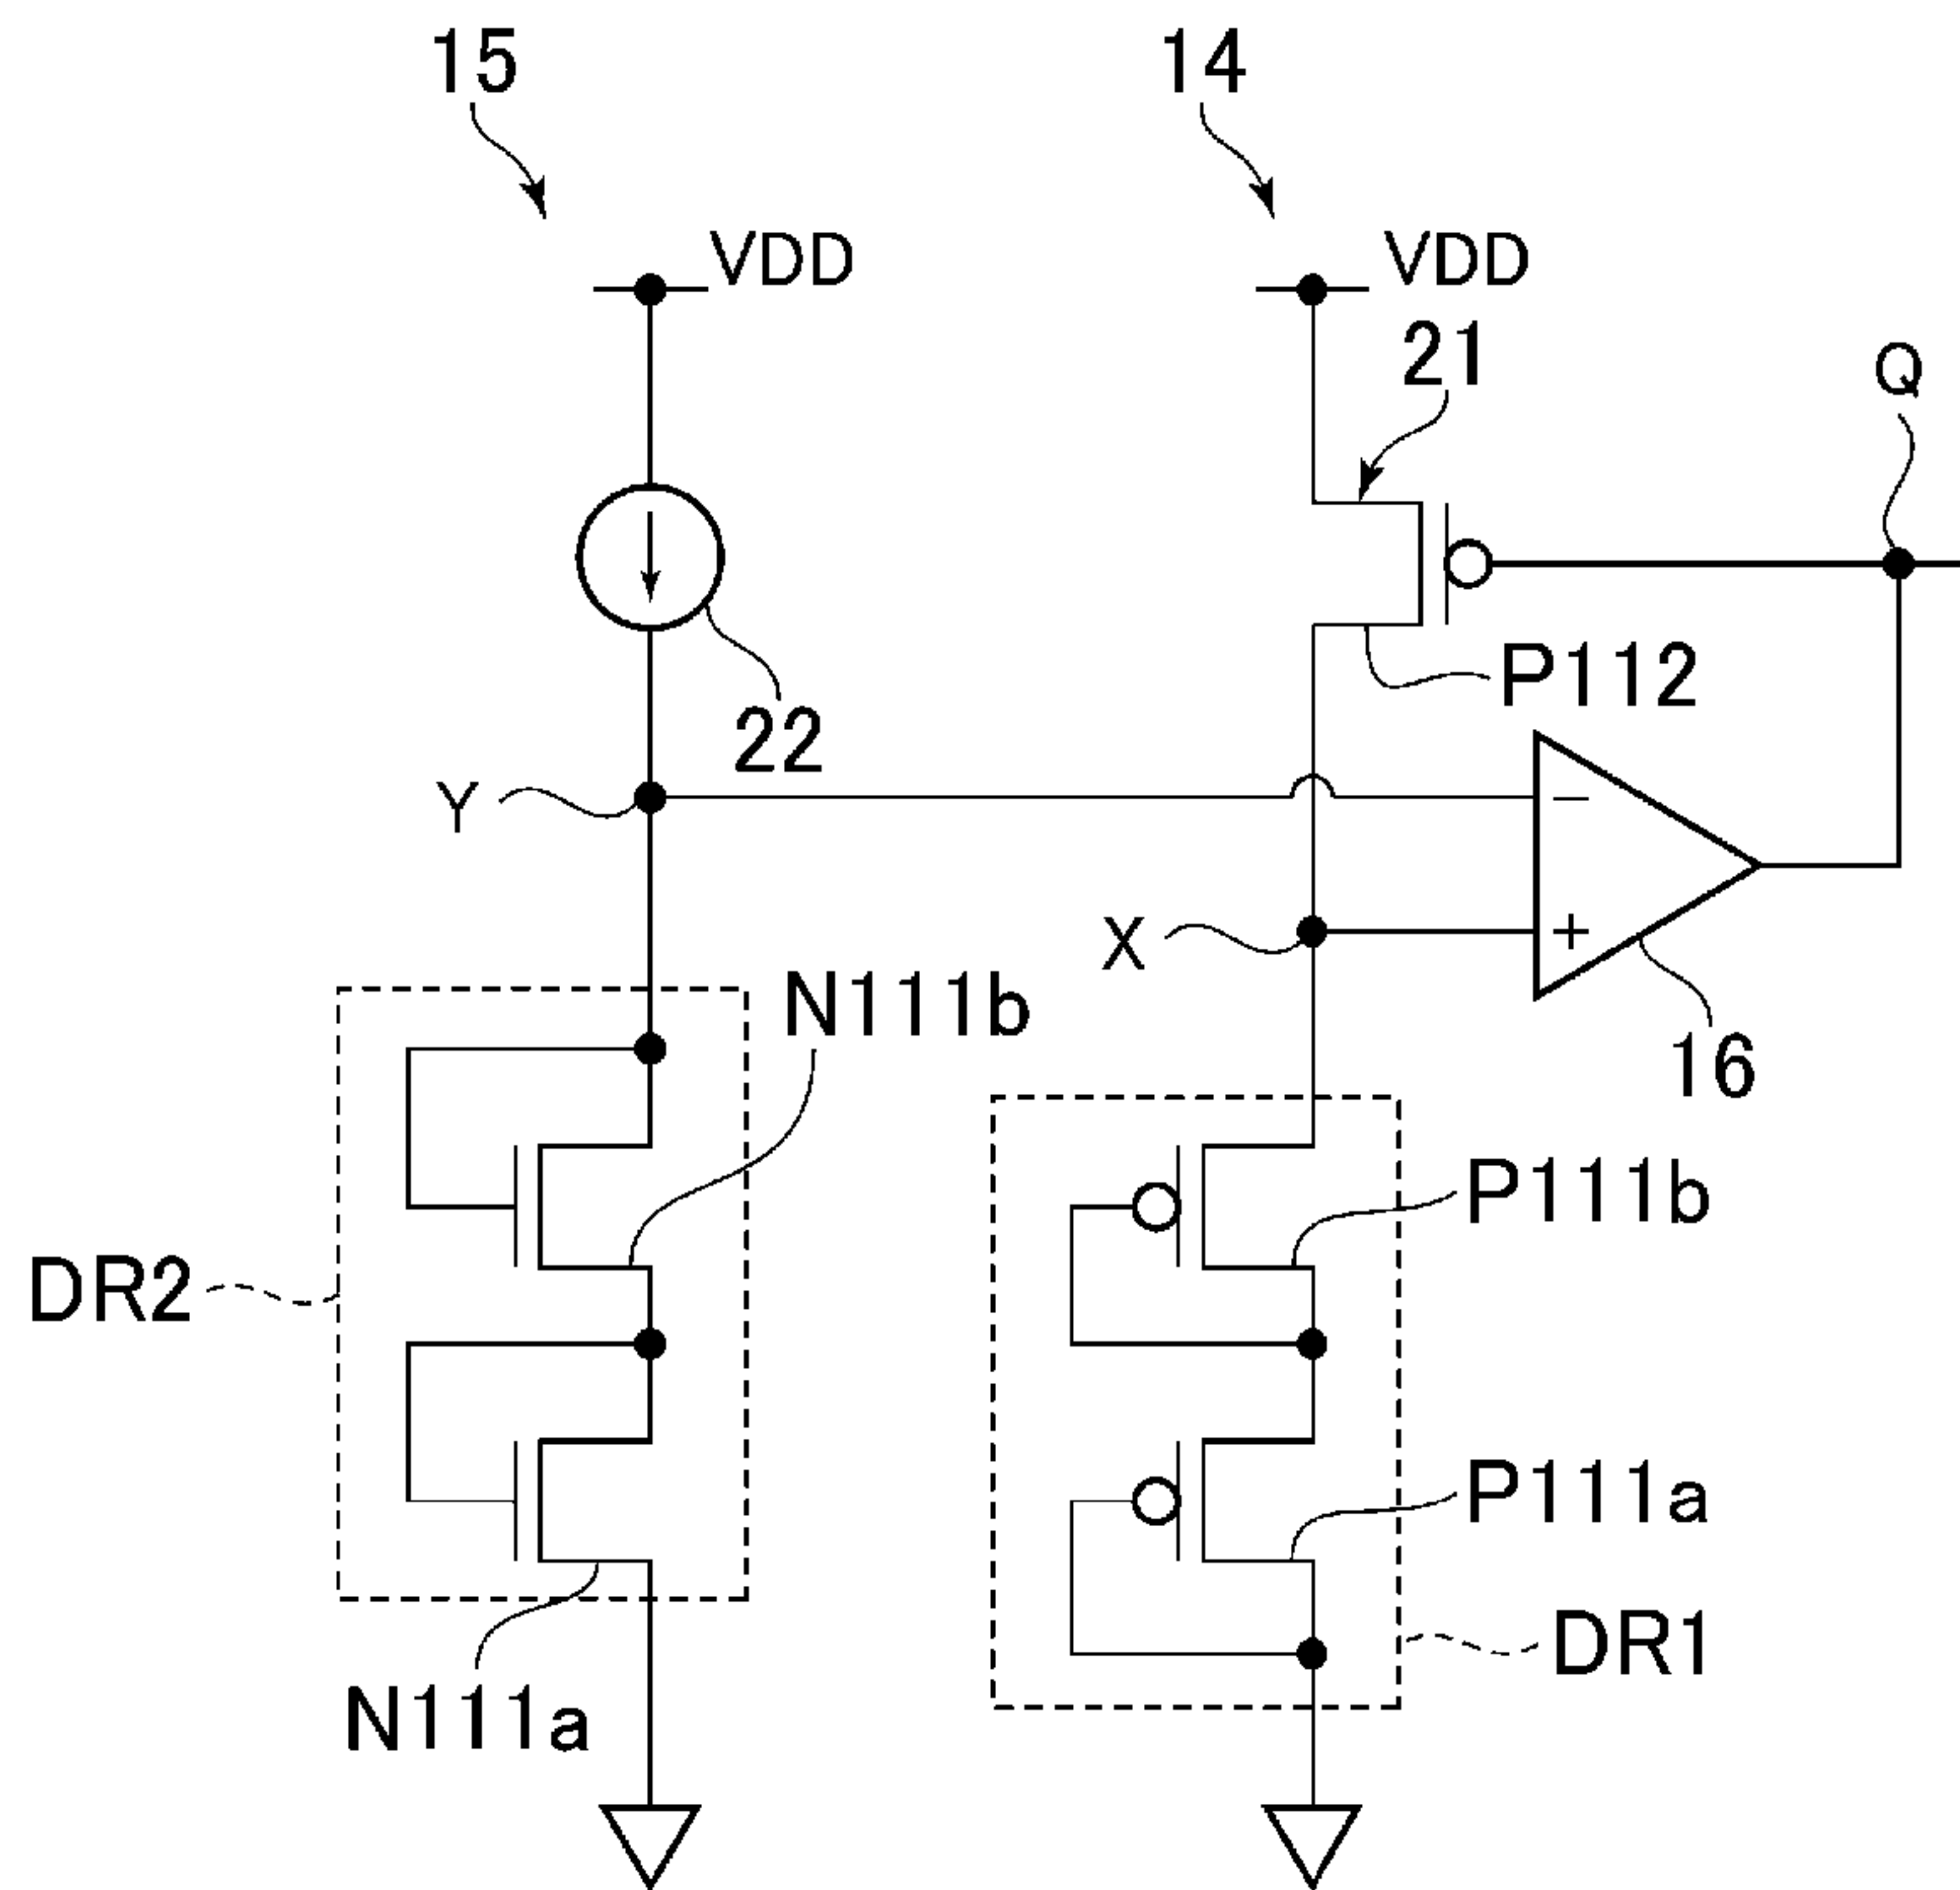 15 14
VDD VDD
21
Q
P112
22
Y
−
X
+
N111b
16
P111b
DR2
P111a
DR1
N111a